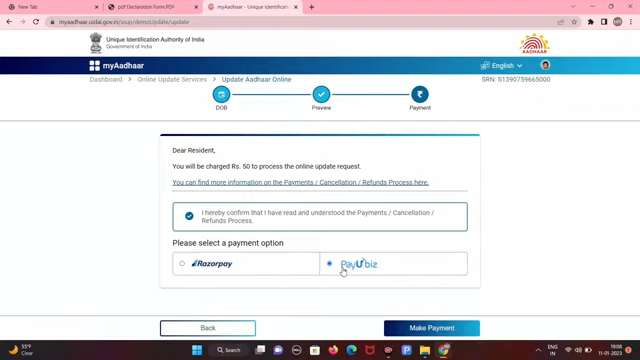 New Tab
pdf Declaration Form.PDF
myAadhaar - Unique Identificatio
myaadhaar.uidai.gov.in/ssup/demoUpdate/update
Unique Identification Authority of India
Government of India
AADHAAR
myAadhaar
English
Dashboard
Online Update Services
Update Aadhaar Online
SRN: S1390759665000
DOB
Preview
Payment
Dear Resident,
You will be charged Rs. 50 to process the online update request.
You can find more information on the Payments / Cancellation / Refunds Process here.
I hereby confirm that I have read and understood the Payments / Cancellation /
Refunds Process.
Please select a payment option
Razorpay
PayU biz
Back
Make Payment
55°F
Clear
Search
ENG
IN
19:06
11-01-2023